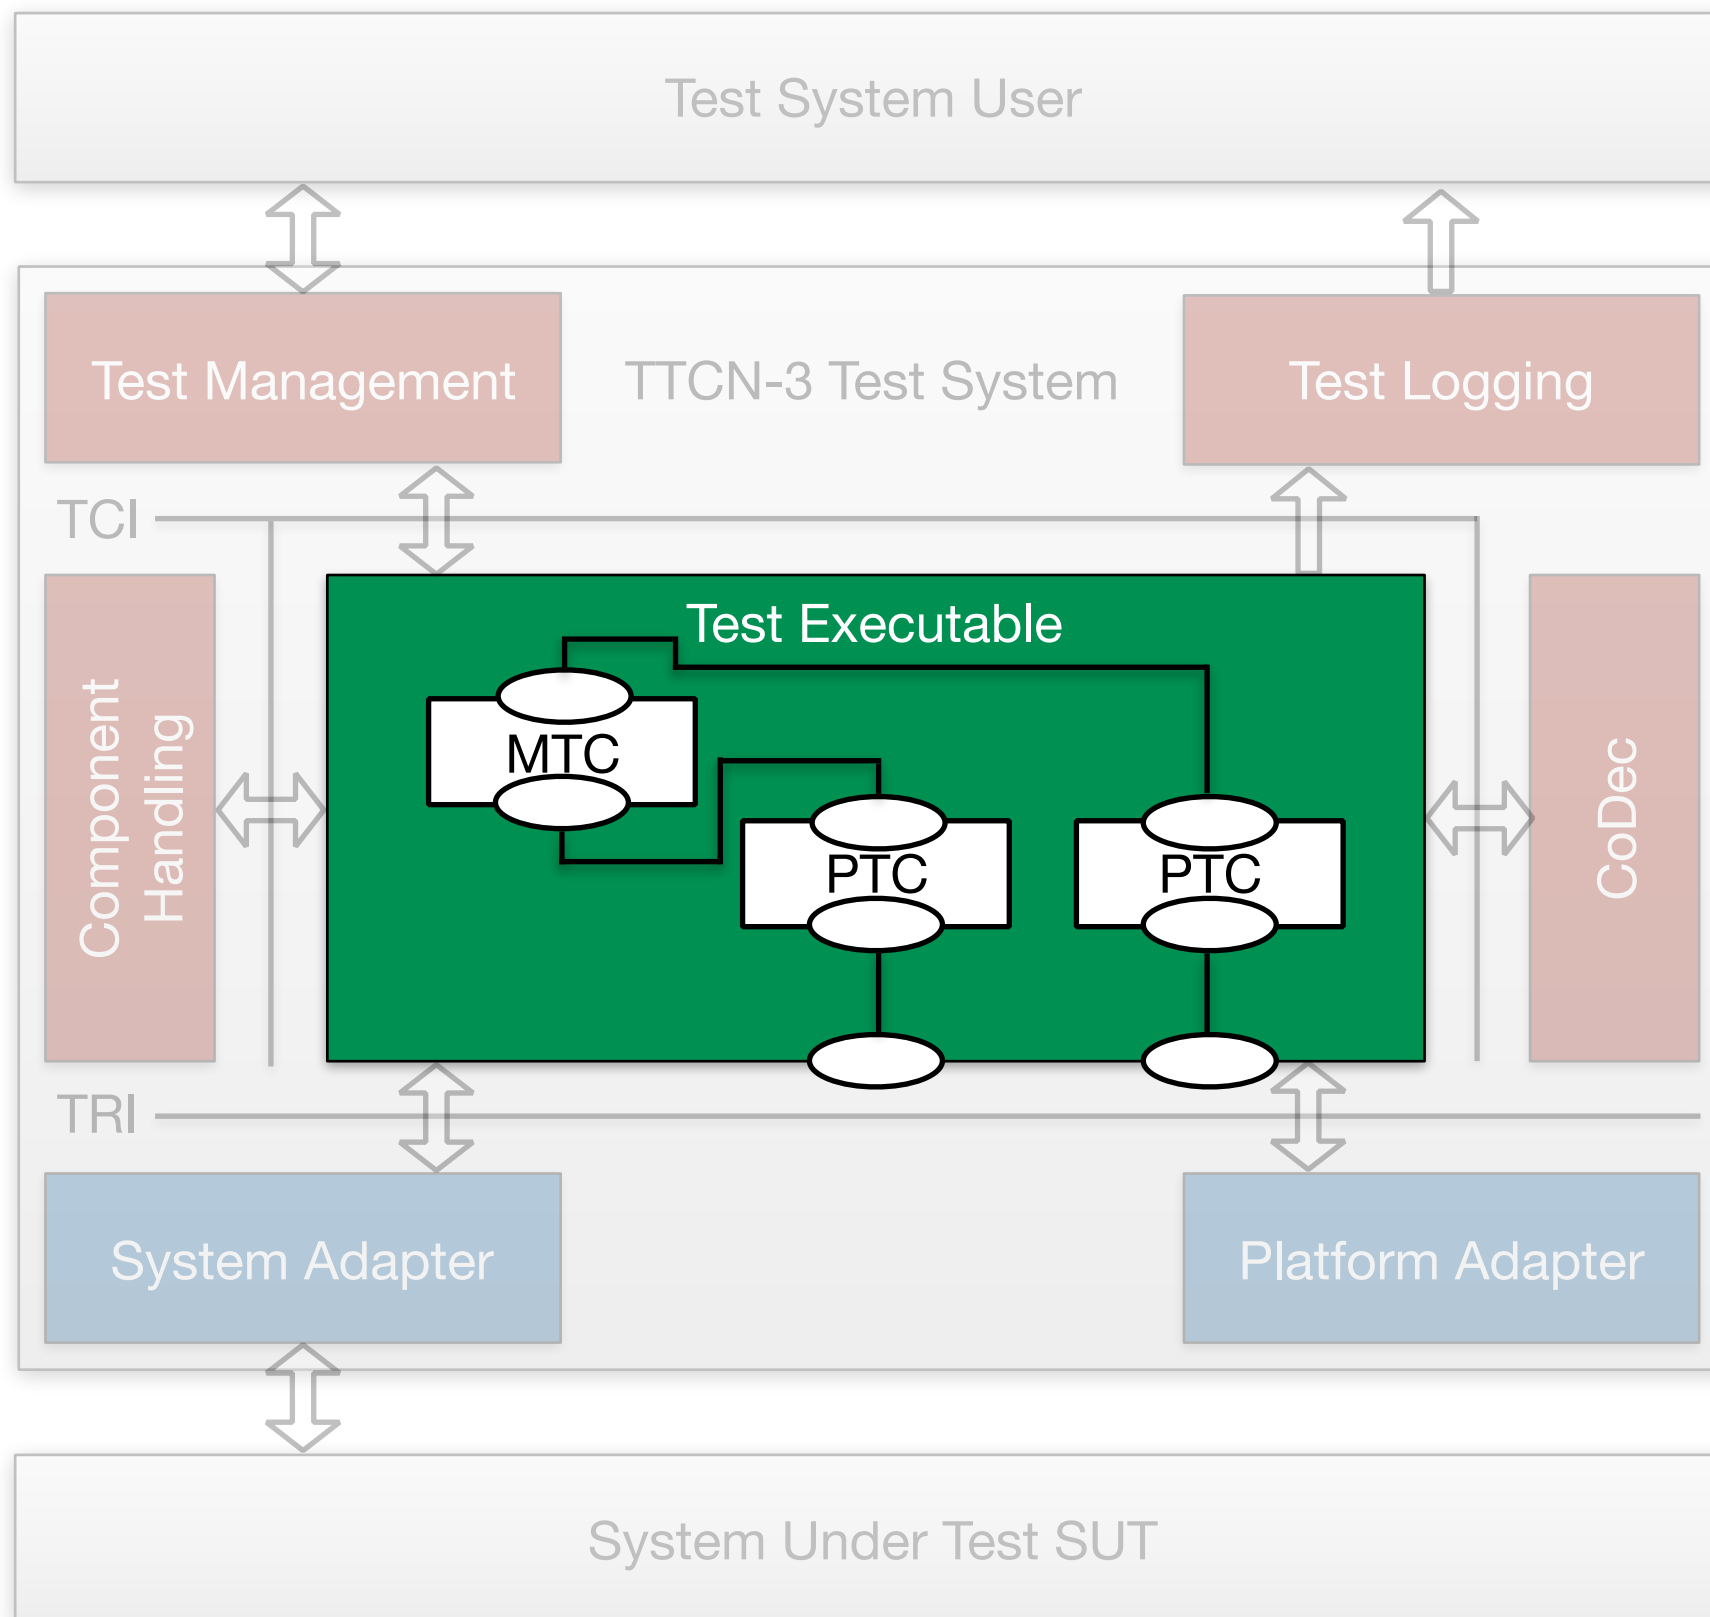 Test System User
Test Management
TTCN-3 Test System
Test Logging
TCI
Test Executable
Component
Handling
MTC
PTC
PTC
CoDec
TRI
System Adapter
Platform Adapter
System Under Test SUT